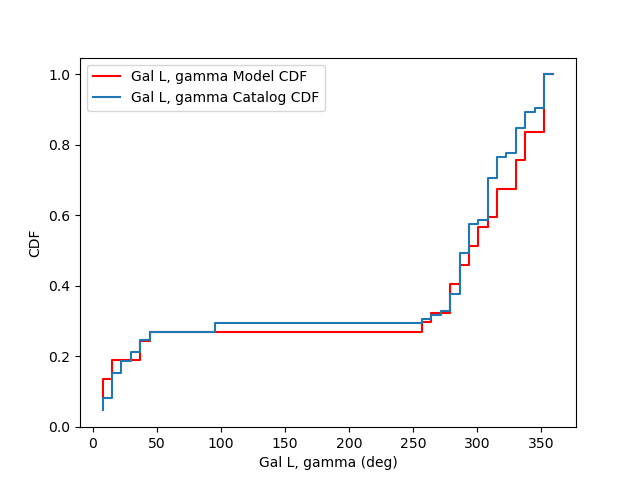 Gal L, gamma Model CDF
Gal L, gamma Catalog CDF
CDF
1.0
0.8
0.6
0.4
0.2
0.0
0 50 100 150 200 250 300 350
Gal L, gamma (deg)